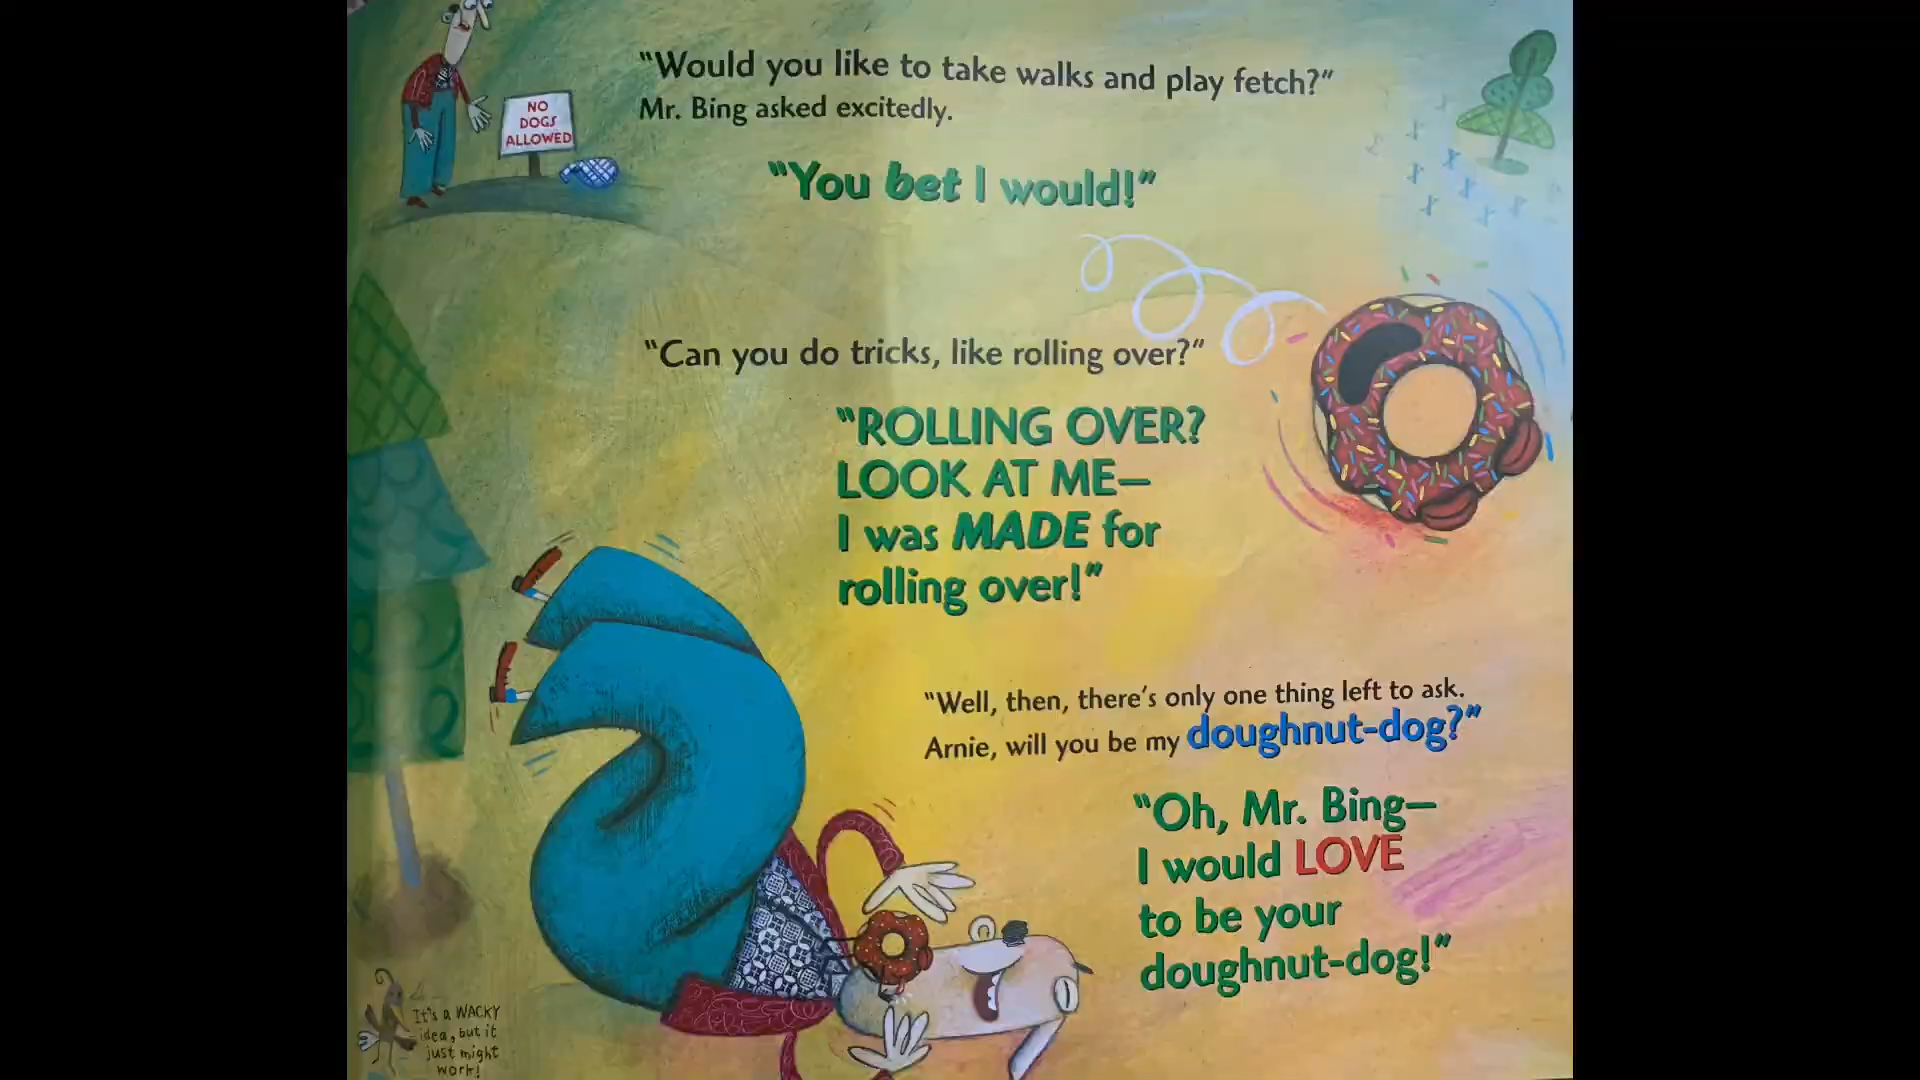 NO
DOGS
ALLOWED
"Would you like to take walks and play fetch?"
Mr. Bing asked excitedly.
"You bet I would!"
"Can you do tricks, like rolling over?"
"ROLLING OVER?
LOOK AT ME—
I was MADE for
rolling over!"
"Well, then, there's only one thing left to ask.
Arnie, will you be my doughnut-dog?"
"Oh, Mr. Bing—
I would LOVE
to be your
doughnut-dog!"
It's a WACKY
idea, but it
just might
work!